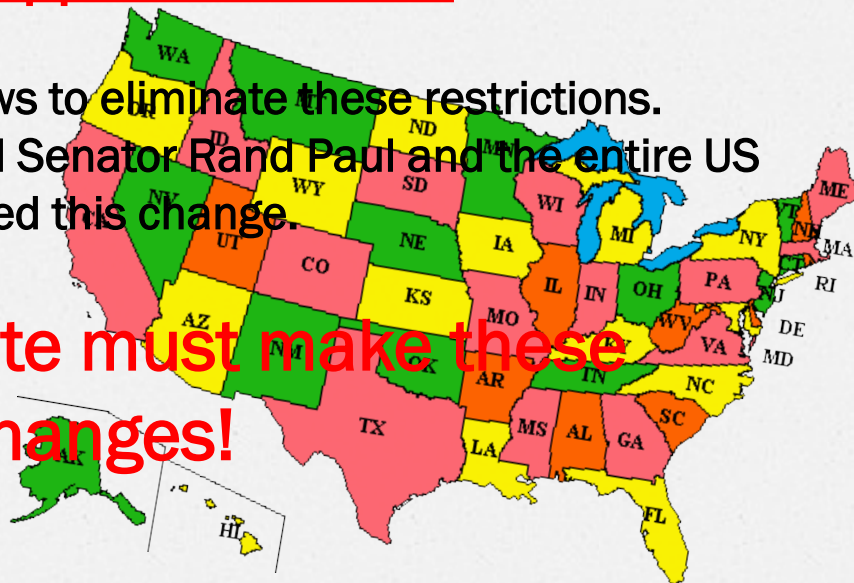 ws to eliminate these restrictions.
Senator Rand Paul and the entire US
ed this change.
te must make these
hanges!
WA
OR
ID
ND
MN
WY
SD
WI
MI
NY
VT
NH
ME
MA
CT
RI
NV
UT
CO
NE
IA
KS
MO
IL
IN
OH
PA
NJ
DE
MD
WV
VA
CA
AZ
NM
OK
AR
TN
NC
SC
TX
LA
MS
AL
GA
FL
AK
HI